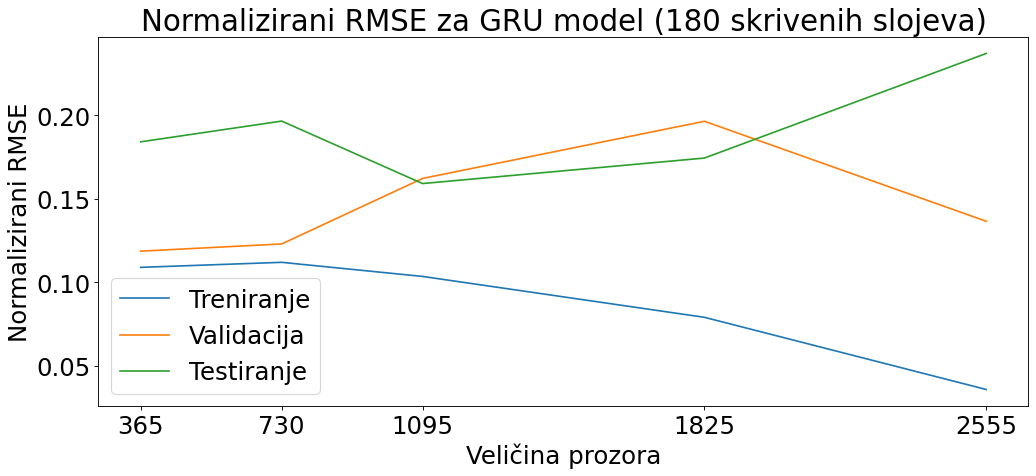 Normalizirani RMSE za GRU model (180 skrivenih slojeva)
Normalizirani RMSE
0.20
0.15
0.10
0.05
Treniranje
Validacija
Testiranje
365 730 1095 1825 2555
Veličina prozora